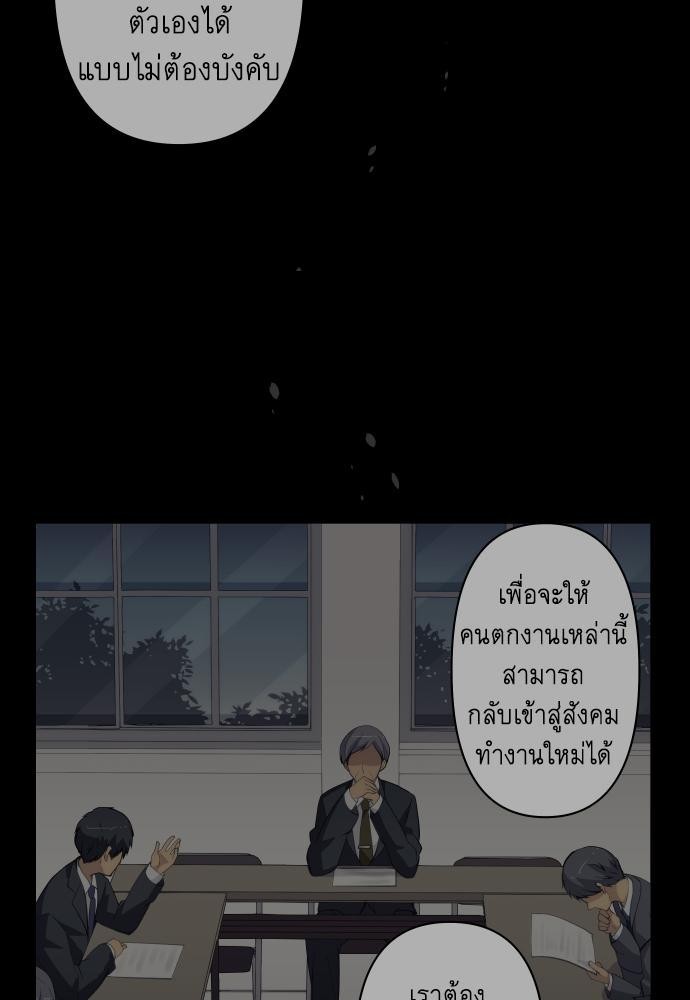 ตัวเองได้
แบบไม่ต้องบังคับ
เพื่อจะให้
คนตกงานเหล่านี้
สามารถ
กลับเข้าสู่สังคม
ทำงานใหม่ได้
เราต้อง